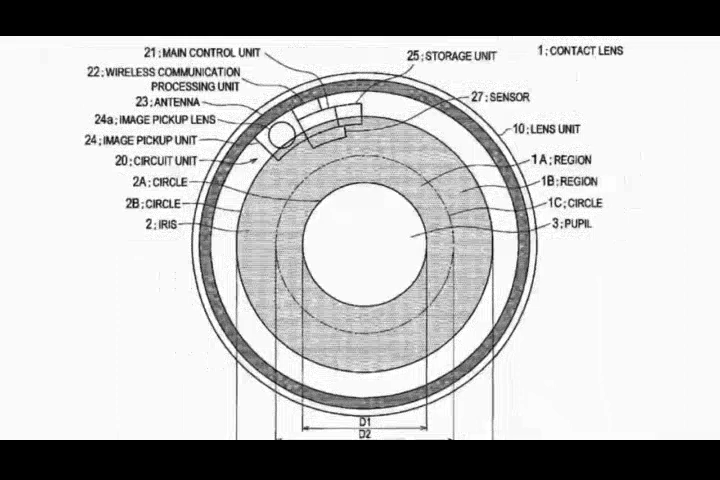 21; MAIN CONTROL UNIT
22; WIRELESS COMMUNICATION
PROCESSING UNIT
23; ANTENNA
24a; IMAGE PICKUP LENS
24; IMAGE PICKUP UNIT
20; CIRCUIT UNIT
2A; CIRCLE
2B; CIRCLE
2; IRIS
25; STORAGE UNIT
1; CONTACT LENS
27; SENSOR
10; LENS UNIT
1A; REGION
1B; REGION
1C; CIRCLE
3; PUPIL
D1
D2